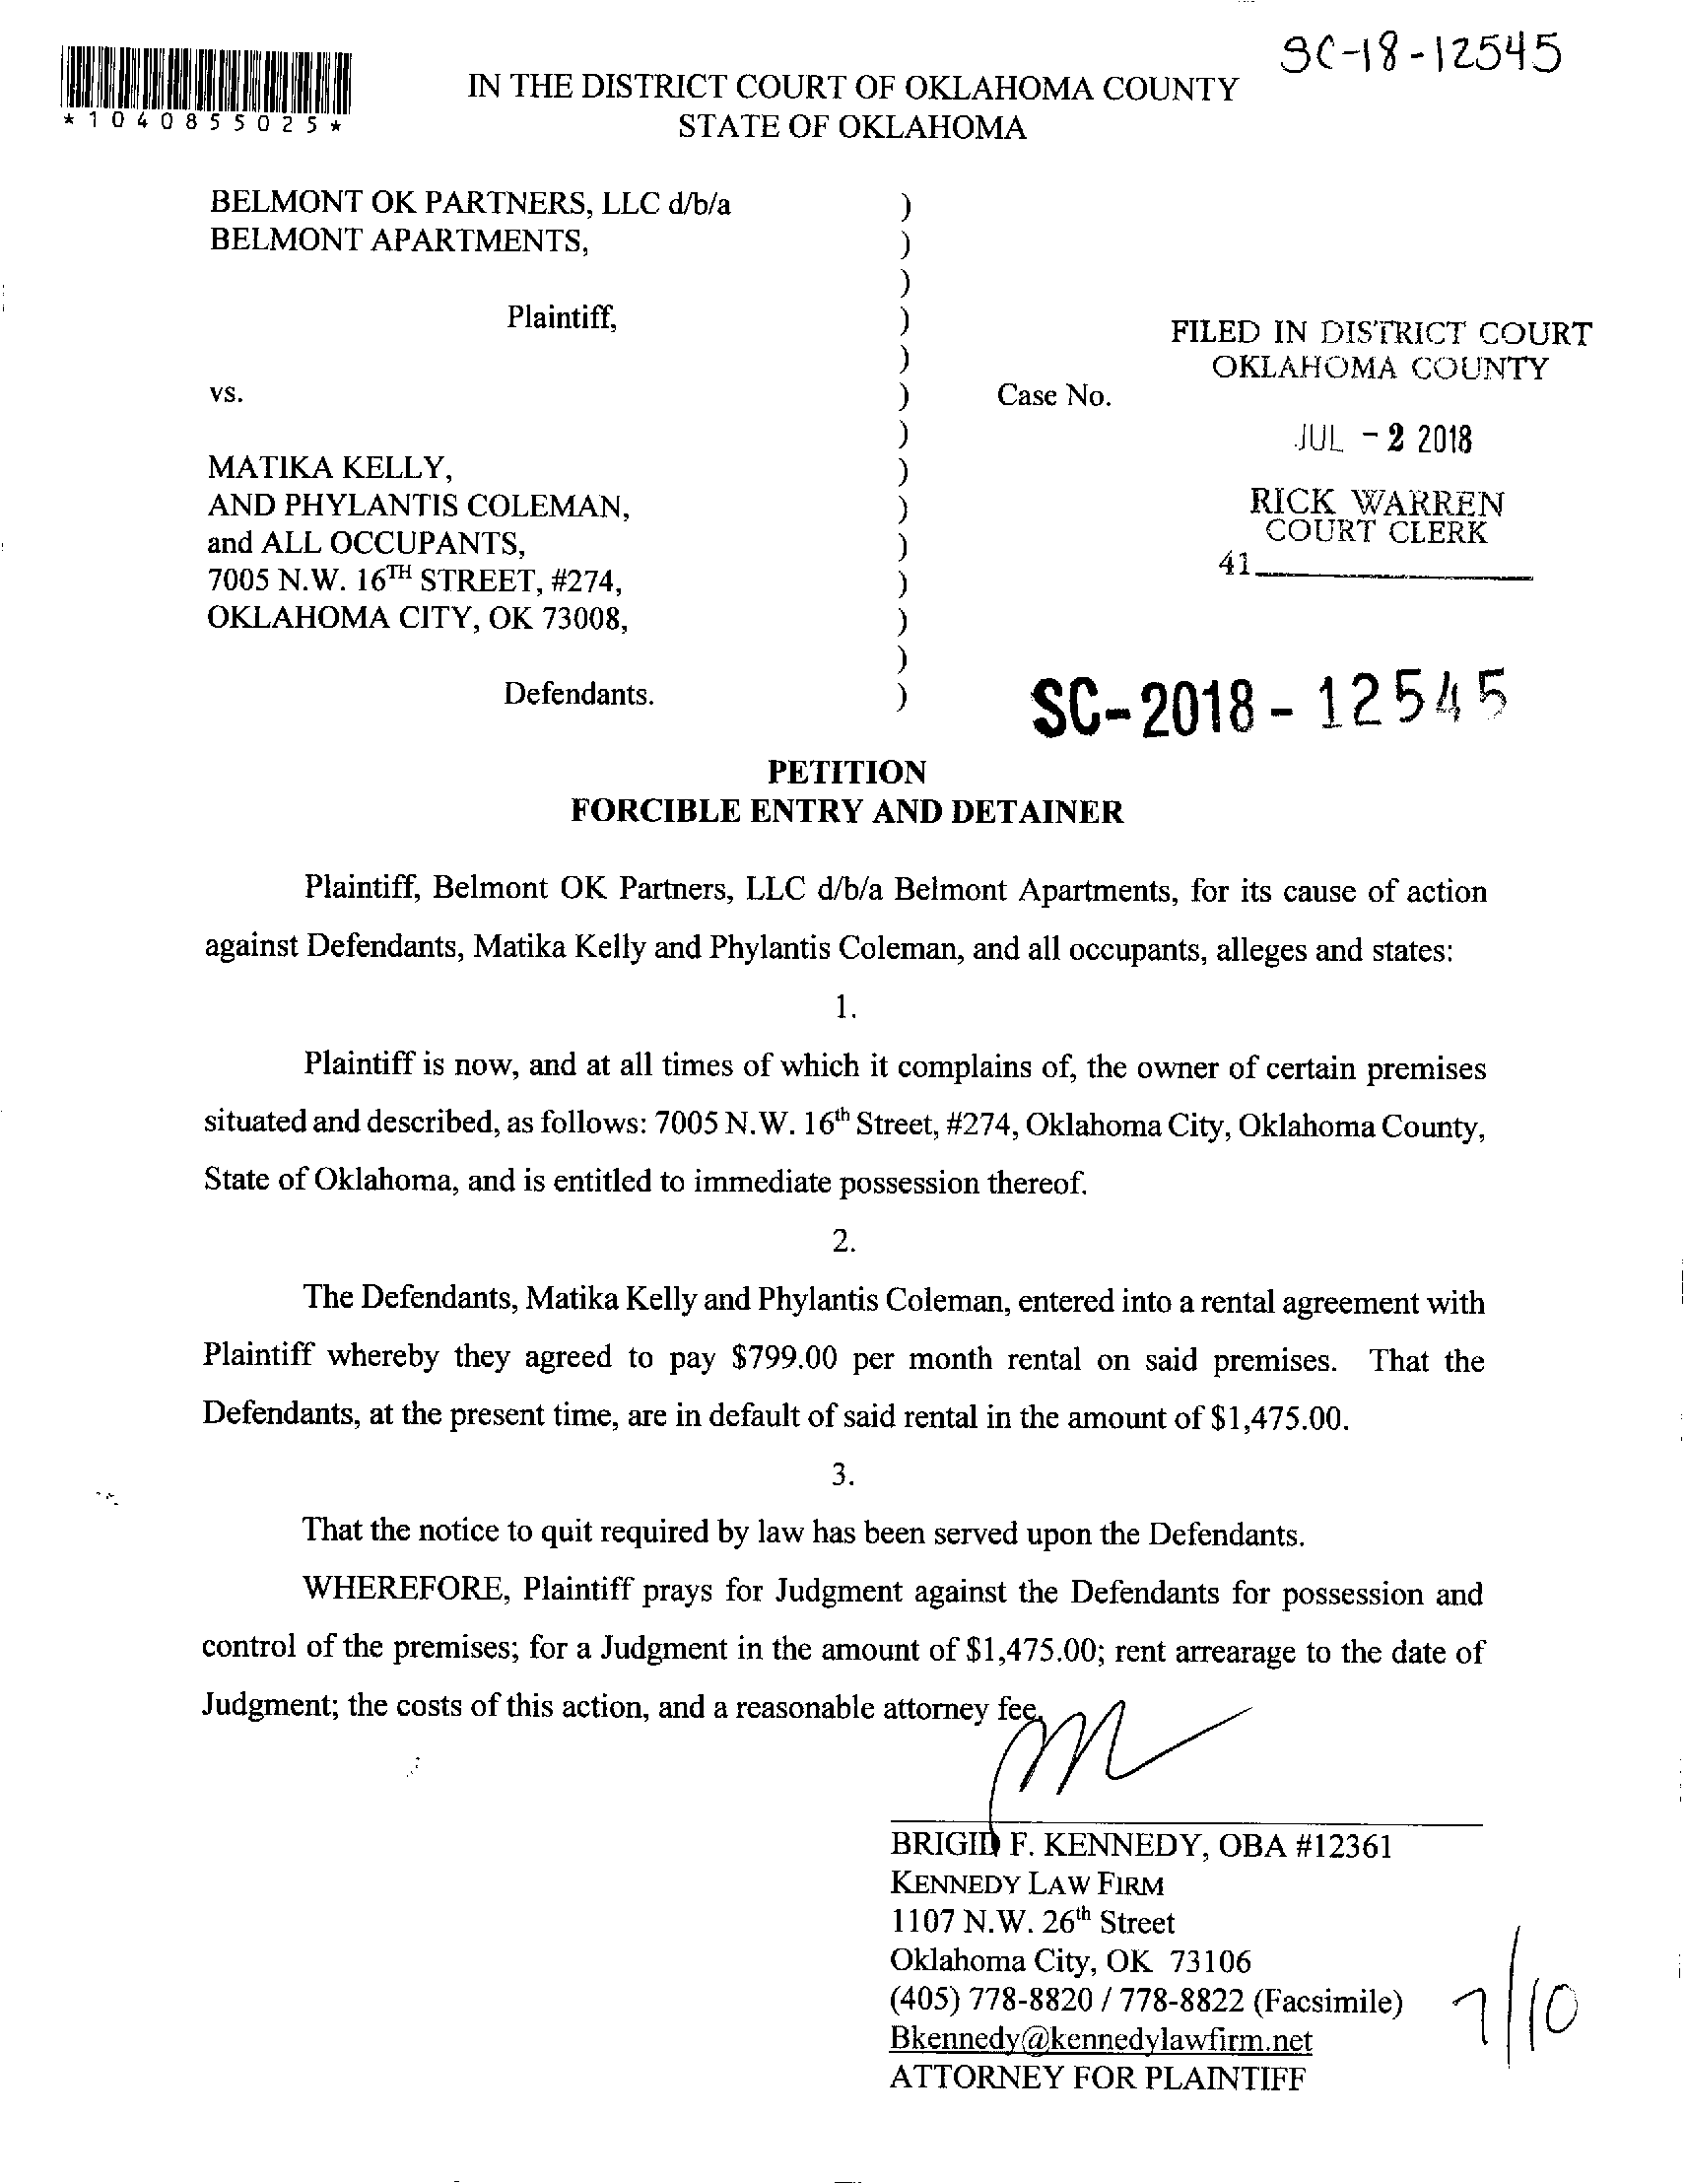 SC-18-12545
*1040855025*
IN THE DISTRICT COURT OF OKLAHOMA COUNTY
STATE OF OKLAHOMA
BELMONT OK PARTNERS, LLC d/b/a )
BELMONT APARTMENTS, )
)
Plaintiff, )
)
vs. ) Case No.
)
MATIKA KELLY, )
AND PHYLANTIS COLEMAN, )
and ALL OCCUPANTS, )
7005 N.W. 16TH STREET, #274, )
OKLAHOMA CITY, OK 73008, )
)
Defendants. )
FILED IN DISTRICT COURT
OKLAHOMA COUNTY
JUL - 2 2018
RICK WARREN
COURT CLERK
41
SC-2018-12545
PETITION
FORCIBLE ENTRY AND DETAINER
Plaintiff, Belmont OK Partners, LLC d/b/a Belmont Apartments, for its cause of action
against Defendants, Matika Kelly and Phylantis Coleman, and all occupants, alleges and states:
1.
Plaintiff is now, and at all times of which it complains of, the owner of certain premises
situated and described, as follows: 7005 N.W. 16th Street, #274, Oklahoma City, Oklahoma County,
State of Oklahoma, and is entitled to immediate possession thereof.
2.
The Defendants, Matika Kelly and Phylantis Coleman, entered into a rental agreement with
Plaintiff whereby they agreed to pay $799.00 per month rental on said premises. That the
Defendants, at the present time, are in default of said rental in the amount of $1,475.00.
3.
That the notice to quit required by law has been served upon the Defendants.
WHEREFORE, Plaintiff prays for Judgment against the Defendants for possession and
control of the premises; for a Judgment in the amount of $1,475.00; rent arrearage to the date of
Judgment; the costs of this action, and a reasonable attorney fee.
BRIGID F. KENNEDY, OBA #12361
KENNEDY LAW FIRM
1107 N.W. 26th Street
Oklahoma City, OK 73106
(405) 778-8820 / 778-8822 (Facsimile)
Bkennedy@kennedylawfirm.net
ATTORNEY FOR PLAINTIFF
7/10